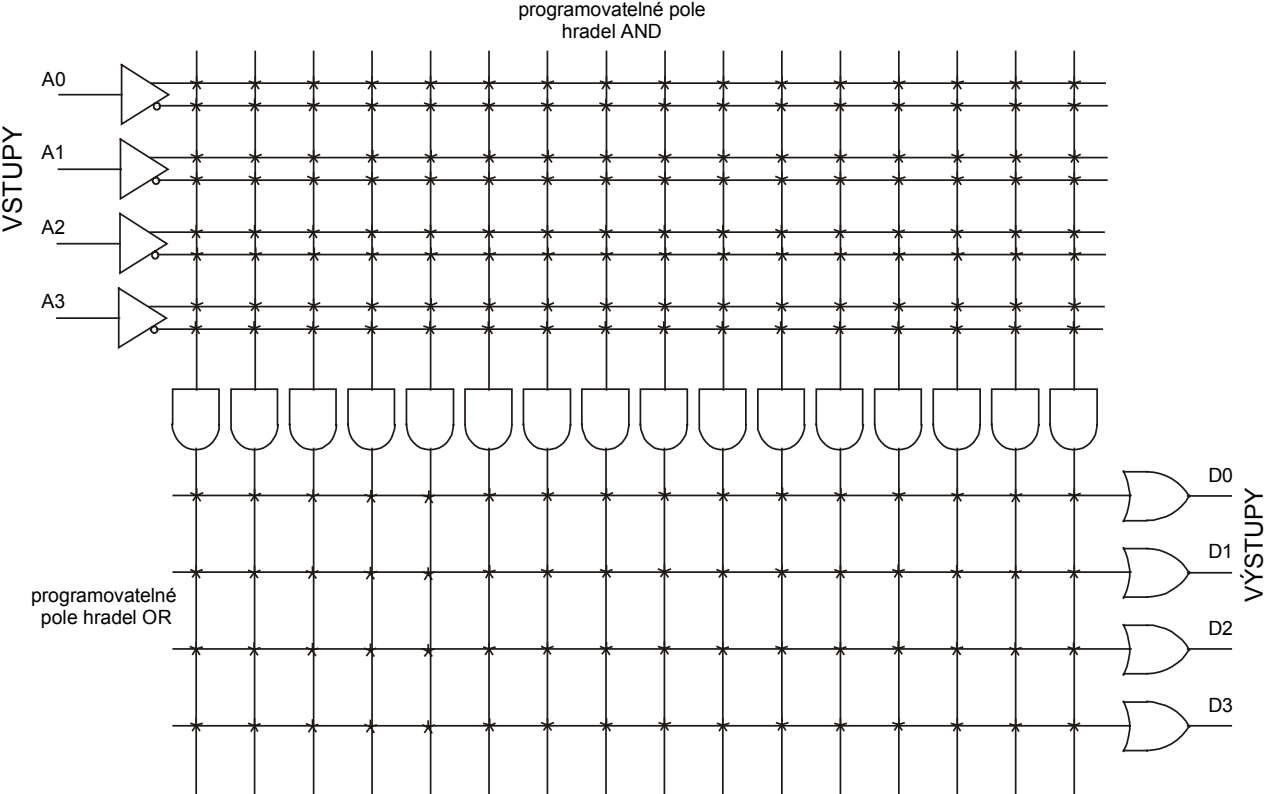 programovatelné pole
hradel AND
VSTUPY
A0
A1
A2
A3
programovatelné
pole hradel OR
D0
D1
D2
D3
VÝSTUPY